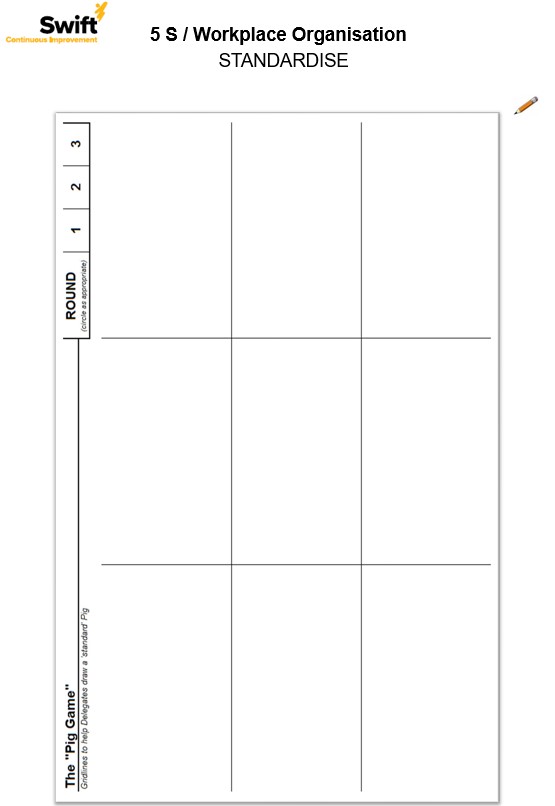 Swift
Continuous Improvement
5 S / Workplace Organisation
STANDARDISE
The "Pig Game"
Gridlines to help Delegates draw a 'standard' Pig
ROUND
(circle as appropriate)
1 2 3